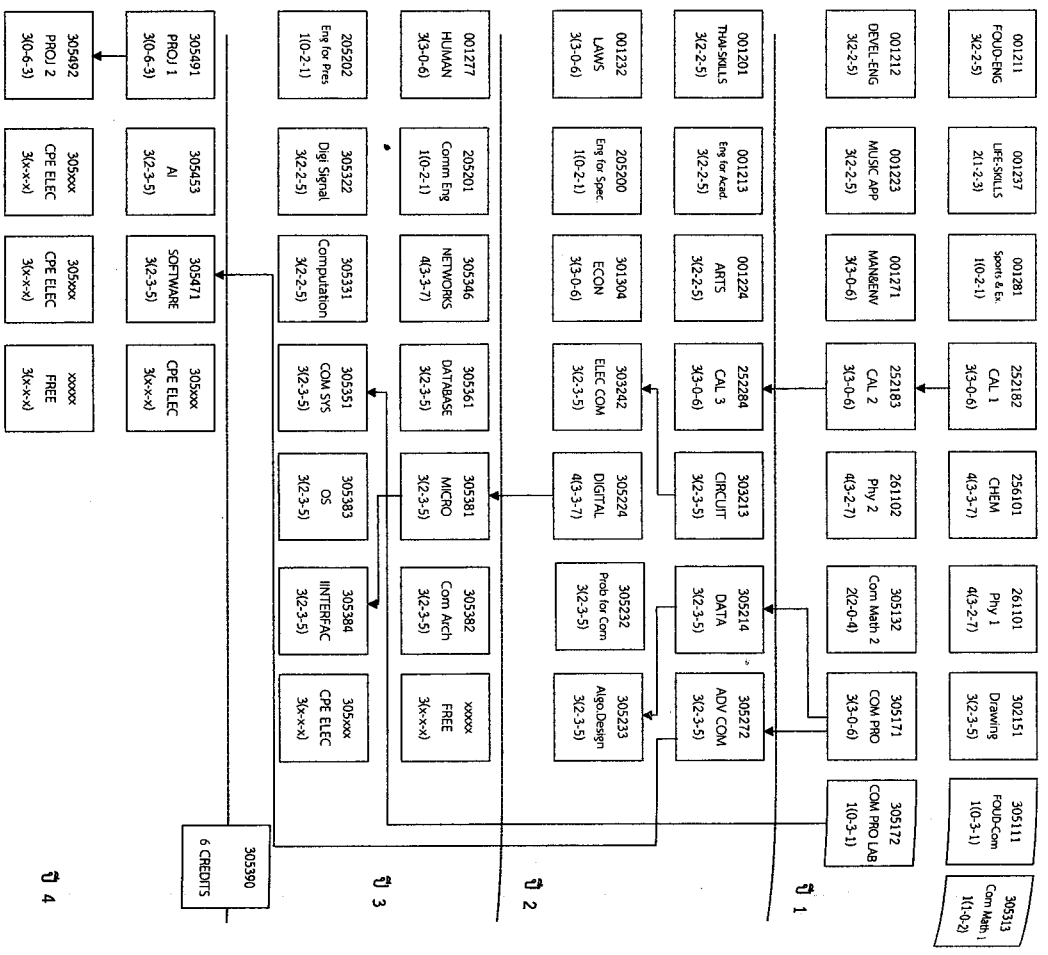 001211
FOUD-ENG
3(2-2-5)
001237
LIFE-SKILLS
2(1-2-3)
001281
Sports & Ex.
1(0-2-1)
252182
CAL 1
3(3-0-6)
256101
CHEM
4(3-3-7)
261101
Phy 1
4(3-2-7)
302151
Drawing
3(2-3-5)
305111
FOUD-Com
1(0-3-1)
305313
Com Math 1
1(1-0-2)
001212
DEVEL-ENG
3(2-2-5)
001223
MUSIC APP
3(2-2-5)
001271
MAN&ENV
3(3-0-6)
252183
CAL 2
3(3-0-6)
261102
Phy 2
4(3-2-7)
305132
Com Math 2
2(2-0-4)
305171
COM PRO
3(3-0-6)
305172
COM PRO LAB
1(0-3-1)
ปี 1
001201
THAI-SKILLS
3(2-2-5)
001213
Eng for Acad.
3(2-2-5)
001224
ARTS
3(2-2-5)
252284
CAL 3
3(3-0-6)
303213
CIRCUIT
3(2-3-5)
305214
DATA
3(2-3-5)
305272
ADV COM
3(2-3-5)
001232
LAWS
3(3-0-6)
205200
Eng for Spec.
1(0-2-1)
301304
ECON
3(3-0-6)
303242
ELEC COM
3(2-3-5)
305224
DIGITAL
4(3-3-7)
305232
Prob for Com
3(2-3-5)
305233
Algo.Design
3(2-3-5)
ปี 2
001277
HUMAN
3(3-0-6)
205201
Comm Eng
1(0-2-1)
305346
NETWORKS
4(3-3-7)
305361
DATABASE
3(2-3-5)
305381
MICRO
3(2-3-5)
305382
Com Arch
3(2-3-5)
xxxxx
FREE
3(x-x-x)
205202
Eng for Pres
1(0-2-1)
305322
Digi Signal
3(2-2-5)
305331
Computation
3(2-2-5)
305351
COM SYS
3(2-3-5)
305383
OS
3(2-3-5)
305384
IINTERFAC
3(2-3-5)
305xxx
CPE ELEC
3(x-x-x)
ปี 3
305390
6 CREDITS
305491
PROJ 1
3(0-6-3)
305453
AI
3(2-3-5)
305471
SOFTWARE
3(2-3-5)
305xxx
CPE ELEC
3(x-x-x)
305492
PROJ 2
3(0-6-3)
305xxx
CPE ELEC
3(x-x-x)
305xxx
CPE ELEC
3(x-x-x)
xxxxx
FREE
3(x-x-x)
ปี 4